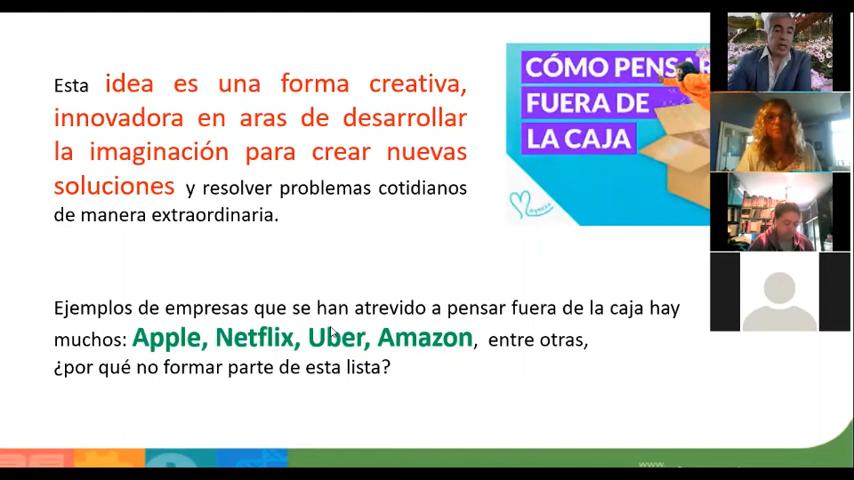 Esta idea es una forma creativa,
innovadora en aras de desarrollar
la imaginación para crear nuevas
soluciones y resolver problemas cotidianos
de manera extraordinaria.
CÓMO PENSAR
FUERA DE
LA CAJA
Ejemplos de empresas que se han atrevido a pensar fuera de la caja hay
muchos: Apple, Netflix, Uber, Amazon, entre otras,
¿por qué no formar parte de esta lista?
www.